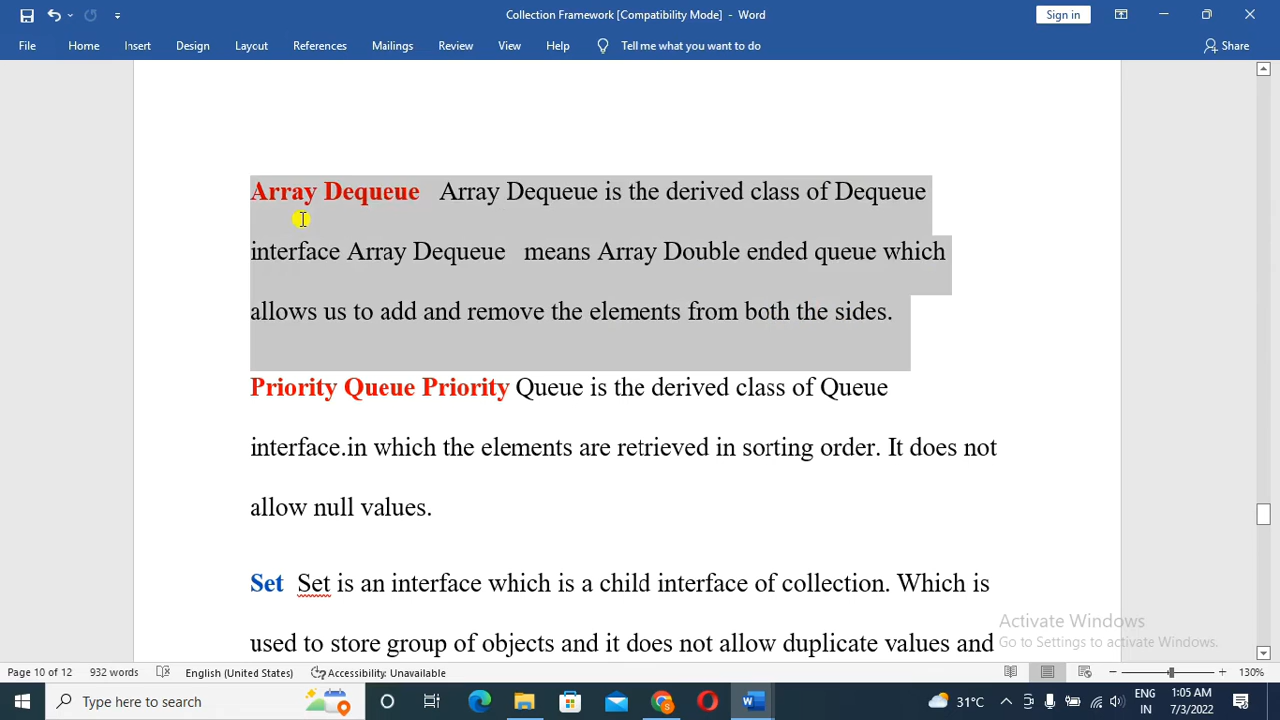 Collection Framework [Compatibility Mode] - Word
Sign in
File Home Insert Design Layout References Mailings Review View Help Tell me what you want to do Share
Array Dequeue Array Dequeue is the derived class of Dequeue
interface Array Dequeue means Array Double ended queue which
allows us to add and remove the elements from both the sides.
Priority Queue Priority Queue is the derived class of Queue
interface.in which the elements are retrieved in sorting order. It does not
allow null values.
Set Set is an interface which is a child interface of collection. Which is
used to store group of objects and it does not allow duplicate values and
Activate Windows
Go to Settings to activate Windows.
Page 10 of 12 932 words English (United States) Accessibility: Unavailable 130%
Type here to search 31°C ENG IN 1:05 AM 7/3/2022